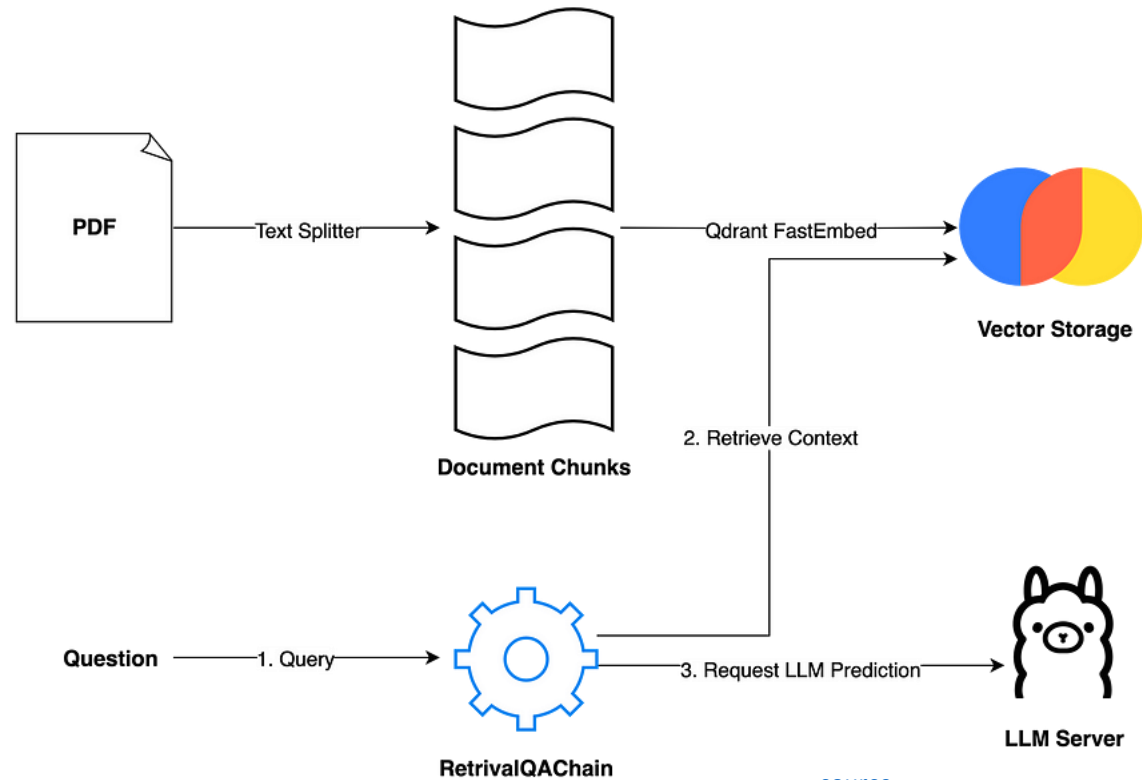 PDF
Text Splitter
Qdrant FastEmbed
Vector Storage
2. Retrieve Context
Document Chunks
Question
1. Query
3. Request LLM Prediction
LLM Server
RetrivalQAChain